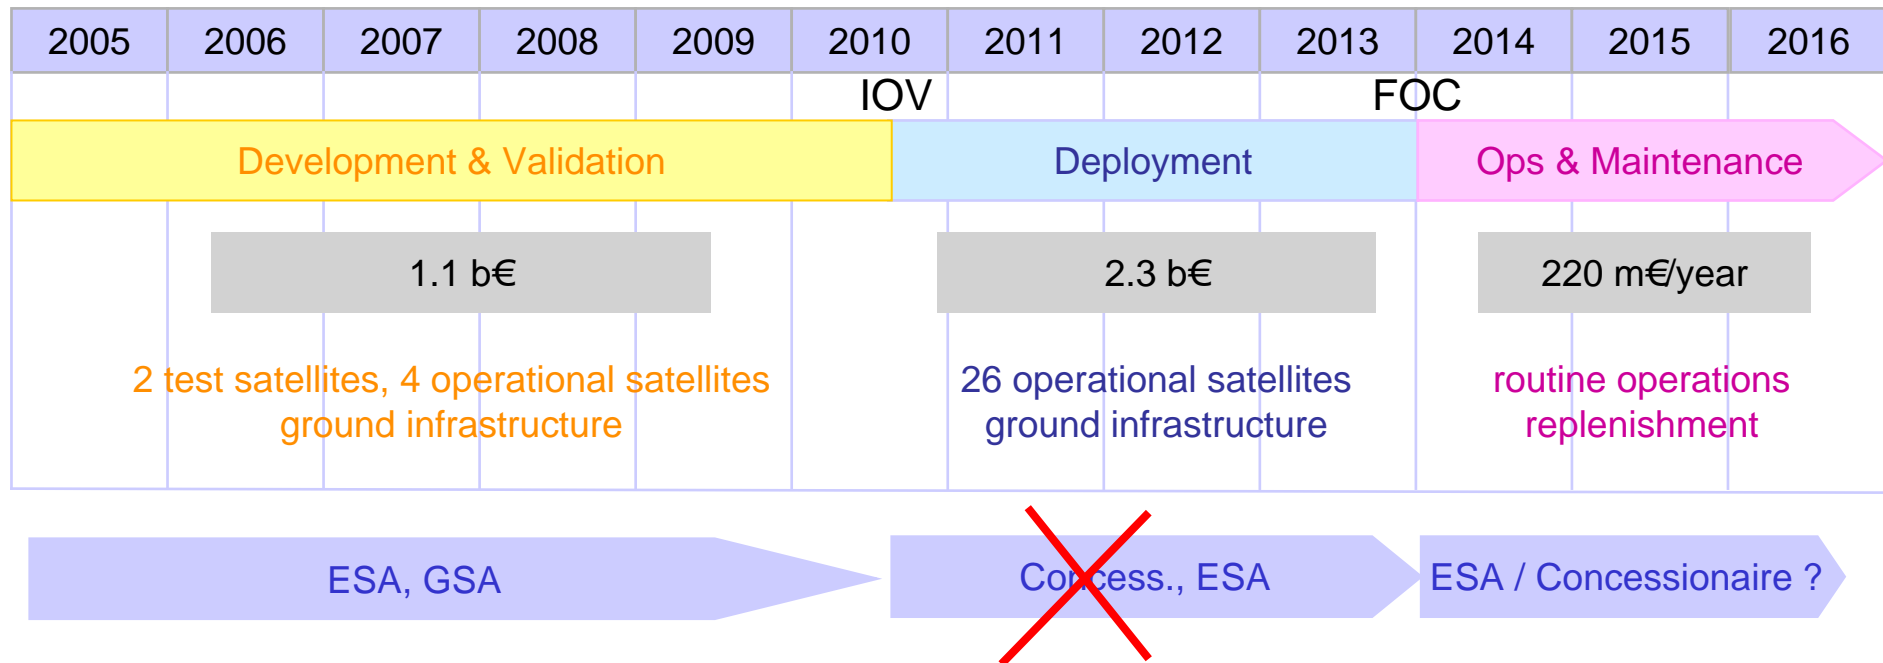 2005 2006 2007 2008 2009 2010 2011 2012 2013 2014 2015 2016
IOV FOC
Development & Validation Deployment Ops & Maintenance
1.1 b€ 2.3 b€ 220 m€/year
2 test satellites, 4 operational satellites 26 operational satellites routine operations
ground infrastructure ground infrastructure replenishment
ESA, GSA Concess., ESA ESA / Concessionaire ?